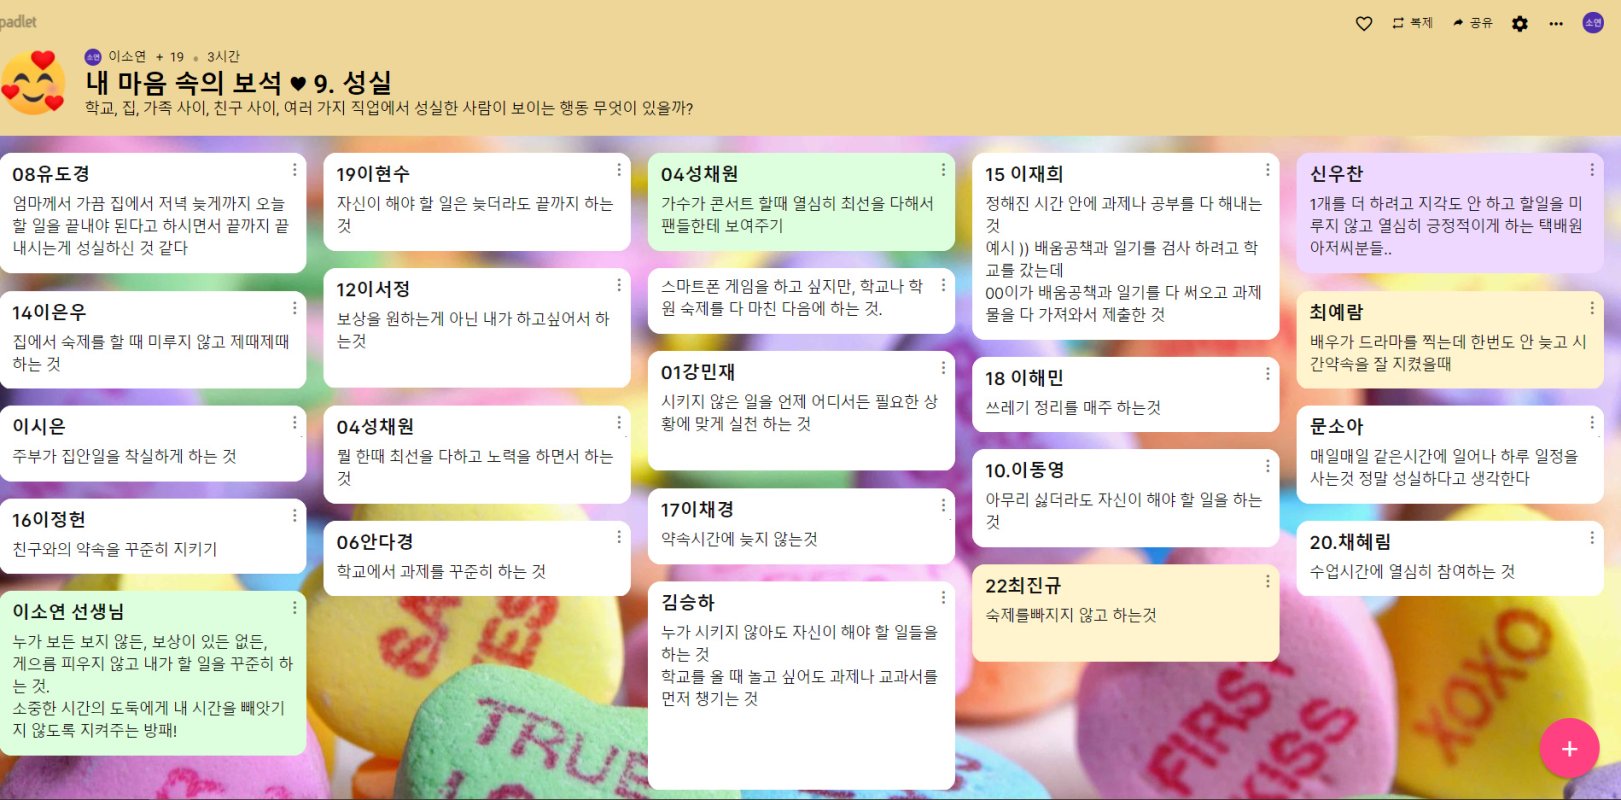 padlet
복제
공유
소연
소연 이소연 + 19 • 3시간
내 마음 속의 보석 ♥ 9. 성실
학교, 집, 가족 사이, 친구 사이, 여러 가지 직업에서 성실한 사람이 보이는 행동 무엇이 있을까?
08유도경
엄마께서 가끔 집에서 저녁 늦게까지 오늘
할 일을 끝내야 된다고 하시면서 끝까지 끝
내시는게 성실하신 것 같다
14이은우
집에서 숙제를 할 때 미루지 않고 제때제때
하는 것
이시은
주부가 집안일을 착실하게 하는 것
16이정헌
친구와의 약속을 꾸준히 지키기
이소연 선생님
누가 보든 보지 않든, 보상이 있든 없든,
게으름 피우지 않고 내가 할 일을 꾸준히 하
는 것.
소중한 시간의 도둑에게 내 시간을 빼앗기
지 않도록 지켜주는 방패!
19이현수
자신이 해야 할 일은 늦더라도 끝까지 하는
것
12이서정
보상을 원하는게 아닌 내가 하고싶어서 하
는것
04성채원
뭘 한때 최선을 다하고 노력을 하면서 하는
것
06안다경
학교에서 과제를 꾸준히 하는 것
04성채원
가수가 콘서트 할때 열심히 최선을 다해서
팬들한테 보여주기
스마트폰 게임을 하고 싶지만, 학교나 학
원 숙제를 다 마친 다음에 하는 것.
01강민재
시키지 않은 일을 언제 어디서든 필요한 상
황에 맞게 실천 하는 것
17이채경
약속시간에 늦지 않는것
김승하
누가 시키지 않아도 자신이 해야 할 일들을
하는 것
학교를 올 때 놀고 싶어도 과제나 교과서를
먼저 챙기는 것
15 이재희
정해진 시간 안에 과제나 공부를 다 해내는
것
예시 )) 배움공책과 일기를 검사 하려고 학
교를 갔는데
00이가 배움공책과 일기를 다 써오고 과제
물을 다 가져와서 제출한 것
18 이해민
쓰레기 정리를 매주 하는것
10.이동영
아무리 싫더라도 자신이 해야 할 일을 하는
것
22최진규
숙제를빠지지 않고 하는것
신우찬
1개를 더 하려고 지각도 안 하고 할일을 미
루지 않고 열심히 긍정적이게 하는 택배원
아저씨분들..
최예람
배우가 드라마를 찍는데 한번도 안 늦고 시
간약속을 잘 지켰을때
문소아
매일매일 같은시간에 일어나 하루 일정을
사는것 정말 성실하다고 생각한다
20.채혜림
수업시간에 열심히 참여하는 것
TRUE
FIRST
KISS
XOXO